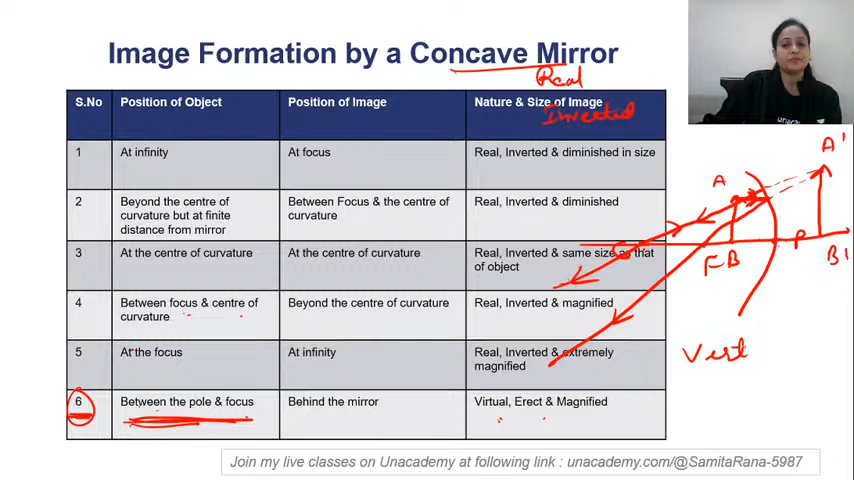 Image Formation by a Concave Mirror
Real
S.No Position of Object Position of Image Nature & Size of Image
Inverted
1 At infinity At focus Real, Inverted & diminished in size
2 Beyond the centre of curvature but at finite distance from mirror Between Focus & the centre of curvature Real, Inverted & diminished
3 At the centre of curvature At the centre of curvature Real, Inverted & same size as that of object
4 Between focus & centre of curvature Beyond the centre of curvature Real, Inverted & magnified
5 At the focus At infinity Real, Inverted & extremely magnified
6 Between the pole & focus Behind the mirror Virtual, Erect & Magnified
A A'
F B P B'
Vert
Join my live classes on Unacademy at following link : unacademy.com/@SamitaRana-5987